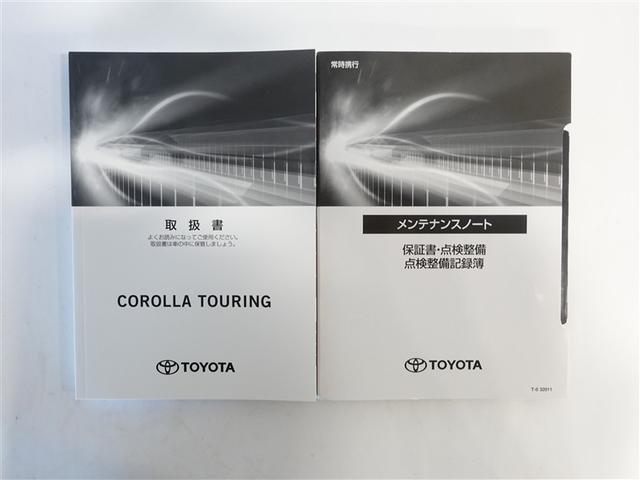 取扱書
よくお読みになってご使用ください。
取扱書は車の中に保管しましょう。
COROLLA TOURING
TOYOTA
常時携行
メンテナンスノート
保証書・点検整備
点検整備記録簿
TOYOTA